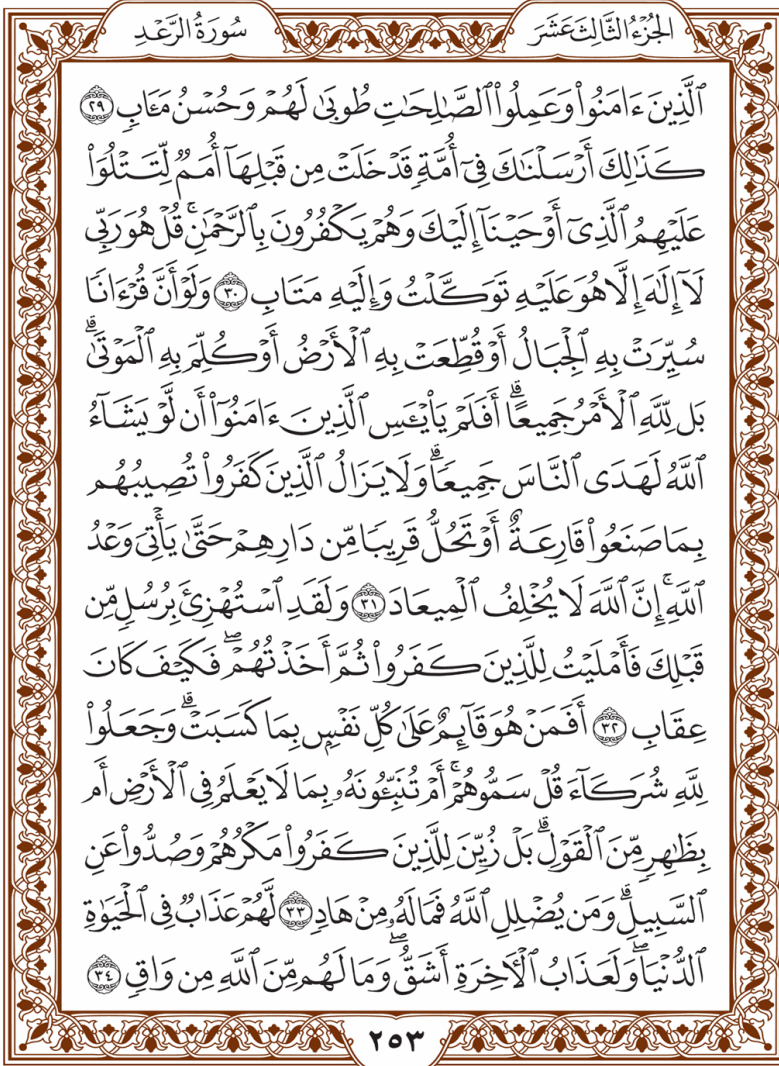 الجُزْءُ الثَّالِثَ عَشَرَ
سُورَةُ الرَّعْدِ
ٱلَّذِينَ ءَامَنُوا۟ وَعَمِلُوا۟ ٱلصَّٰلِحَٰتِ طُوبَىٰ لَهُمْ وَحُسْنُ مَـَٔابٍ ٢٩
كَذَٰلِكَ أَرْسَلْنَٰكَ فِىٓ أُمَّةٍ قَدْ خَلَتْ مِن قَبْلِهَآ أُمَمٌ لِّتَتْلُوَا۟
عَلَيْهِمُ ٱلَّذِىٓ أَوْحَيْنَآ إِلَيْكَ وَهُمْ يَكْفُرُونَ بِٱلرَّحْمَٰنِ ۚ قُلْ هُوَ رَبِّى
لَآ إِلَٰهَ إِلَّا هُوَ عَلَيْهِ تَوَكَّلْتُ وَإِلَيْهِ مَتَابِ ٣٠ وَلَوْ أَنَّ قُرْءَانًا
سُيِّرَتْ بِهِ ٱلْجِبَالُ أَوْ قُطِّعَتْ بِهِ ٱلْأَرْضُ أَوْ كُلِّمَ بِهِ ٱلْمَوْتَىٰ ۗ
بَل لِّلَّهِ ٱلْأَمْرُ جَمِيعًا ۗ أَفَلَمْ يَا۟يْـَٔسِ ٱلَّذِينَ ءَامَنُوٓا۟ أَن لَّوْ يَشَآءُ
ٱللَّهُ لَهَدَى ٱلنَّاسَ جَمِيعًا ۗ وَلَا يَزَالُ ٱلَّذِينَ كَفَرُوا۟ تُصِيبُهُم
بِمَا صَنَعُوا۟ قَارِعَةٌ أَوْ تَحُلُّ قَرِيبًا مِّن دَارِهِمْ حَتَّىٰ يَأْتِىَ وَعْدُ
ٱللَّهِ ۚ إِنَّ ٱللَّهَ لَا يُخْلِفُ ٱلْمِيعَادَ ٣١ وَلَقَدِ ٱسْتُهْزِئَ بِرُسُلٍ مِّن
قَبْلِكَ فَأَمْلَيْتُ لِلَّذِينَ كَفَرُوا۟ ثُمَّ أَخَذْتُهُمْ ۖ فَكَيْفَ كَانَ
عِقَابِ ٣٢ أَفَمَنْ هُوَ قَآئِمٌ عَلَىٰ كُلِّ نَفْسٍۭ بِمَا كَسَبَتْ ۗ وَجَعَلُوا۟
لِلَّهِ شُرَكَآءَ قُلْ سَمُّوهُمْ ۚ أَمْ تُنَبِّـُٔونَهُۥ بِمَا لَا يَعْلَمُ فِى ٱلْأَرْضِ أَم
بِظَٰهِرٍ مِّنَ ٱلْقَوْلِ ۗ بَلْ زُيِّنَ لِلَّذِينَ كَفَرُوا۟ مَكْرُهُمْ وَصُدُّوا۟ عَنِ
ٱلسَّبِيلِ ۗ وَمَن يُضْلِلِ ٱللَّهُ فَمَا لَهُۥ مِنْ هَادٍ ٣٣ لَّهُمْ عَذَابٌ فِى ٱلْحَيَوٰةِ
ٱلدُّنْيَا ۖ وَلَعَذَابُ ٱلْءَاخِرَةِ أَشَقُّ ۖ وَمَا لَهُم مِّنَ ٱللَّهِ مِن وَاقٍ ٣٤
٢٥٣